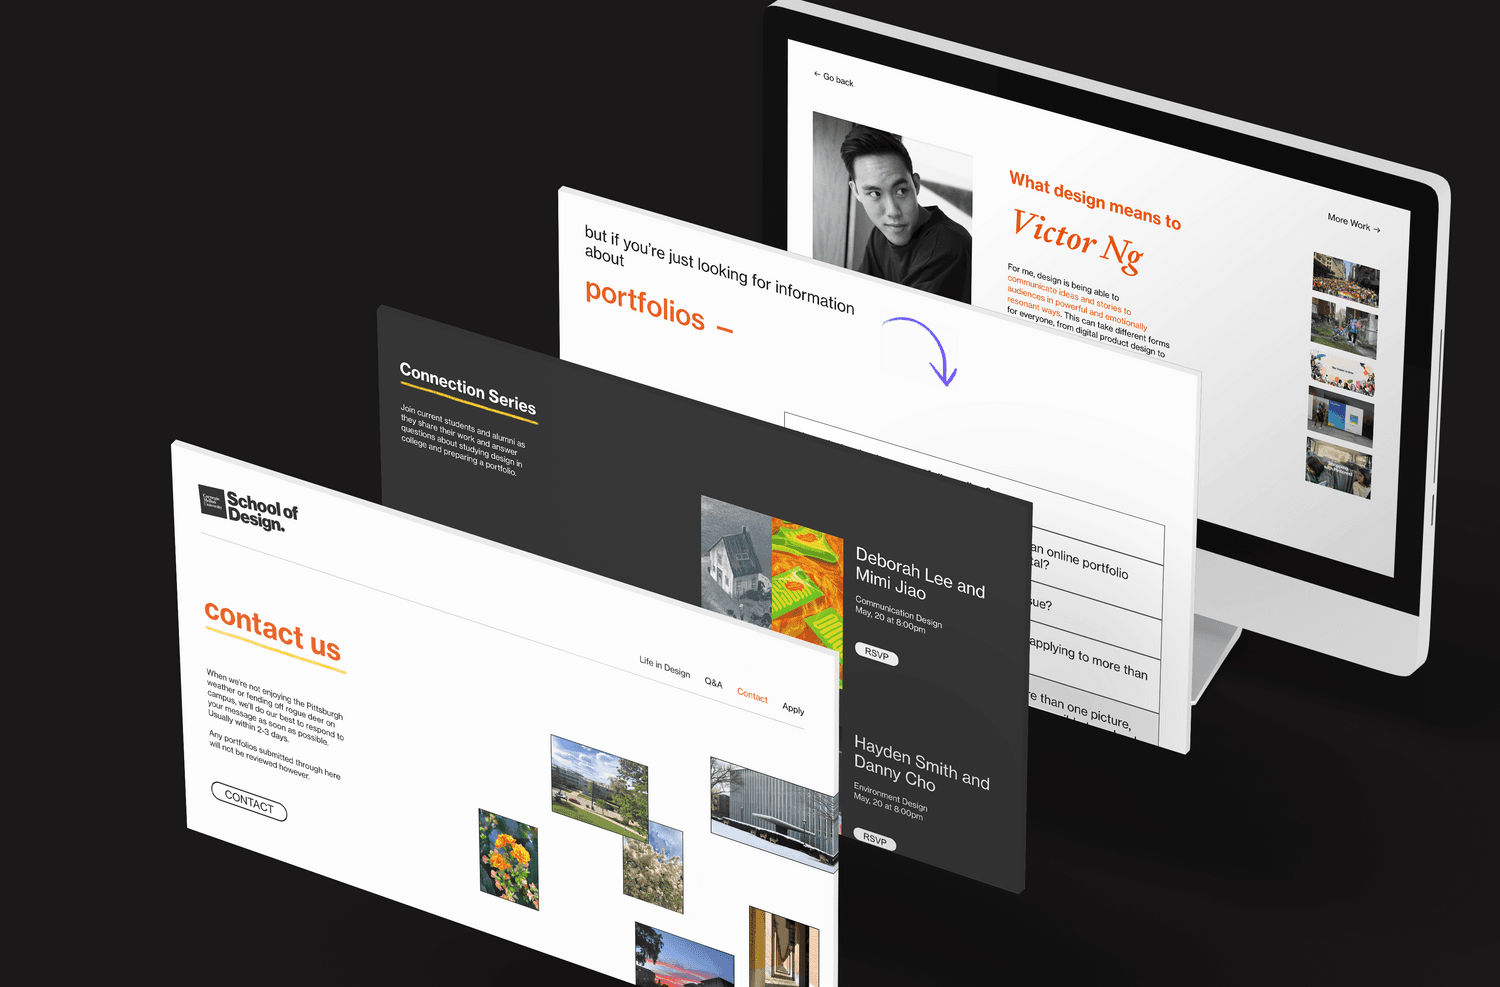 ← Go back
What design means to
Victor Ng
For me, design is being able to
communicate ideas and stories to
audiences in powerful and emotionally
resonant ways. This can take different forms
for everyone, from digital product design to
More Work →
but if you're just looking for information
about
portfolios –
an online portfolio
tal?
sue?
applying to more than
re than one picture,
Connection Series
Join current students and alumni as
they share their work and answer
questions about studying design in
college and preparing a portfolio.
Deborah Lee and
Mimi Jiao
Communication Design
May, 20 at 8:00pm
RSVP
Hayden Smith and
Danny Cho
Environment Design
May, 20 at 8:00pm
RSVP
Carnegie
Mellon
University
School of
Design.
Life in Design
Q&A
Contact
Apply
contact us
When we're not enjoying the Pittsburgh
weather or fending off rogue deer on
campus, we'll do our best to respond to
your message as soon as possible.
Usually within 2-3 days.
Any portfolios submitted through here
will not be reviewed however.
CONTACT